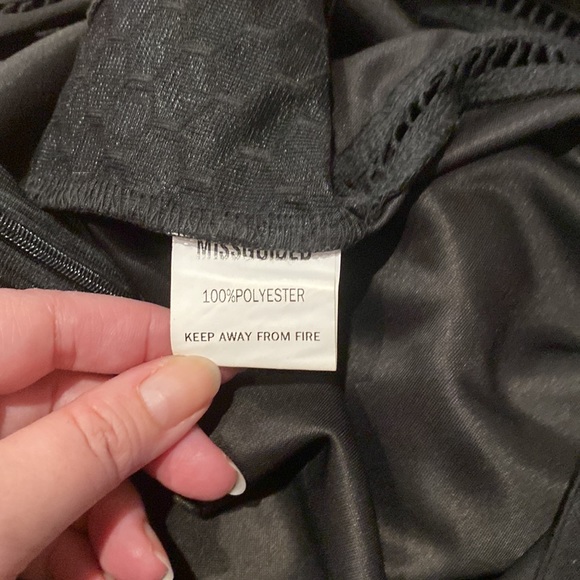 MISSGUIDED
100%POLYESTER
KEEP AWAY FROM FIRE